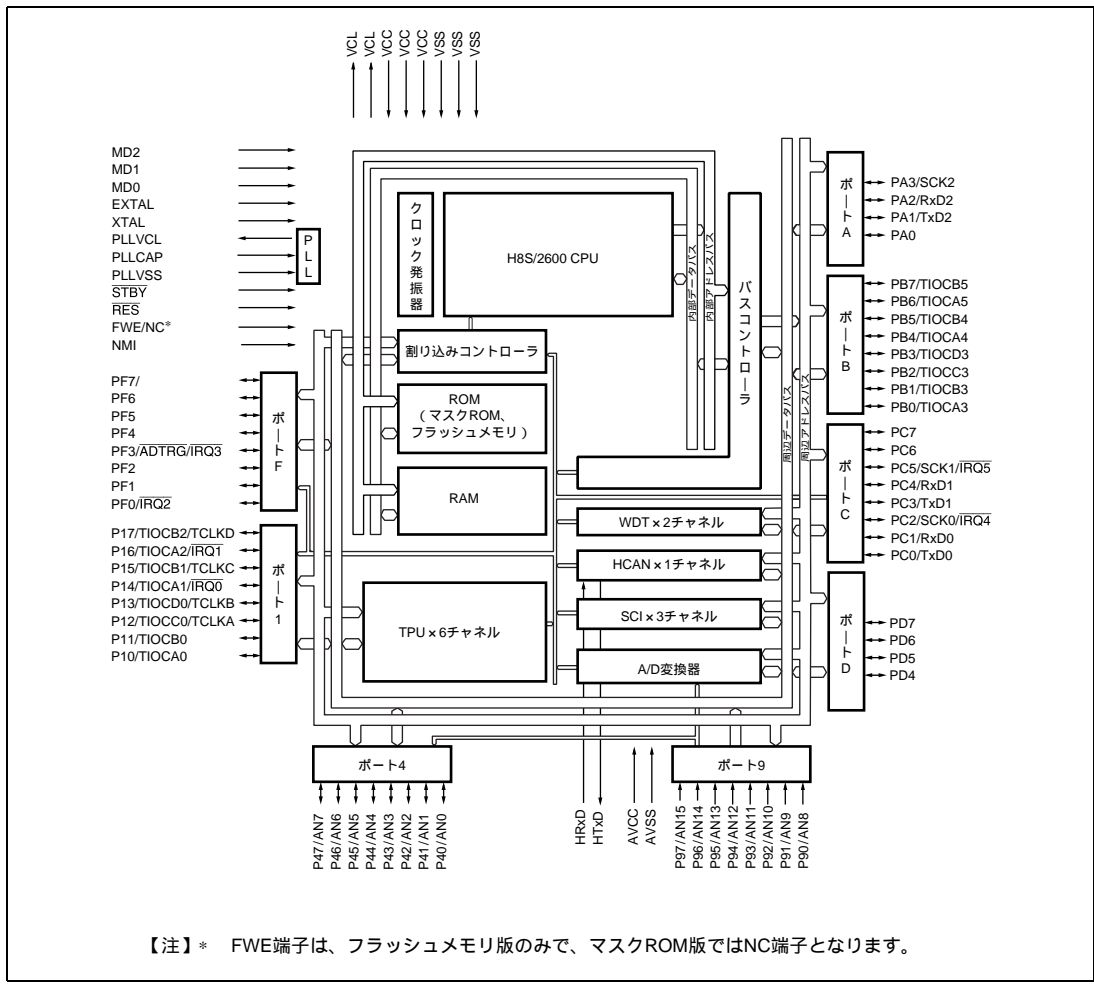 VCL
VCL
VCC
VCC
VCC
VSS
VSS
VSS
MD2
MD1
MD0
EXTAL
XTAL
PLLVCL
PLLCAP
PLLVSS
STBY
RES
FWE/NC*
NMI
PLL
クロック発振器
H8S/2600 CPU
内部データバス
内部アドレスバス
バスコントローラ
周辺データバス
周辺アドレスバス
割り込みコントローラ
ROM
(マスクROM、
フラッシュメモリ)
RAM
TPU×6チャネル
WDT×2チャネル
HCAN×1チャネル
SCI×3チャネル
A/D変換器
ポートA
PA3/SCK2
PA2/RxD2
PA1/TxD2
PA0
ポートB
PB7/TIOCB5
PB6/TIOCA5
PB5/TIOCB4
PB4/TIOCA4
PB3/TIOCD3
PB2/TIOCC3
PB1/TIOCB3
PB0/TIOCA3
ポートC
PC7
PC6
PC5/SCK1/IRQ5
PC4/RxD1
PC3/TxD1
PC2/SCK0/IRQ4
PC1/RxD0
PC0/TxD0
ポートD
PD7
PD6
PD5
PD4
PF7/
PF6
PF5
PF4
PF3/ADTRG/IRQ3
PF2
PF1
PF0/IRQ2
ポートF
P17/TIOCB2/TCLKD
P16/TIOCA2/IRQ1
P15/TIOCB1/TCLKC
P14/TIOCA1/IRQ0
P13/TIOCD0/TCLKB
P12/TIOCC0/TCLKA
P11/TIOCB0
P10/TIOCA0
ポート1
ポート4
P47/AN7
P46/AN6
P45/AN5
P44/AN4
P43/AN3
P42/AN2
P41/AN1
P40/AN0
HRxD
HTxD
AVCC
AVSS
ポート9
P97/AN15
P96/AN14
P95/AN13
P94/AN12
P93/AN11
P92/AN10
P91/AN9
P90/AN8
【注】* FWE端子は、フラッシュメモリ版のみで、マスクROM版ではNC端子となります。